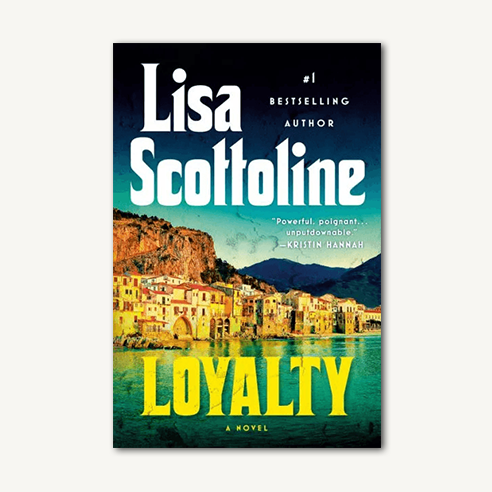 Lisa
Scottoline
#1
BESTSELLING
AUTHOR
"Powerful, poignant...
unputdownable."
—KRISTIN HANNAH
LOYALTY
A NOVEL